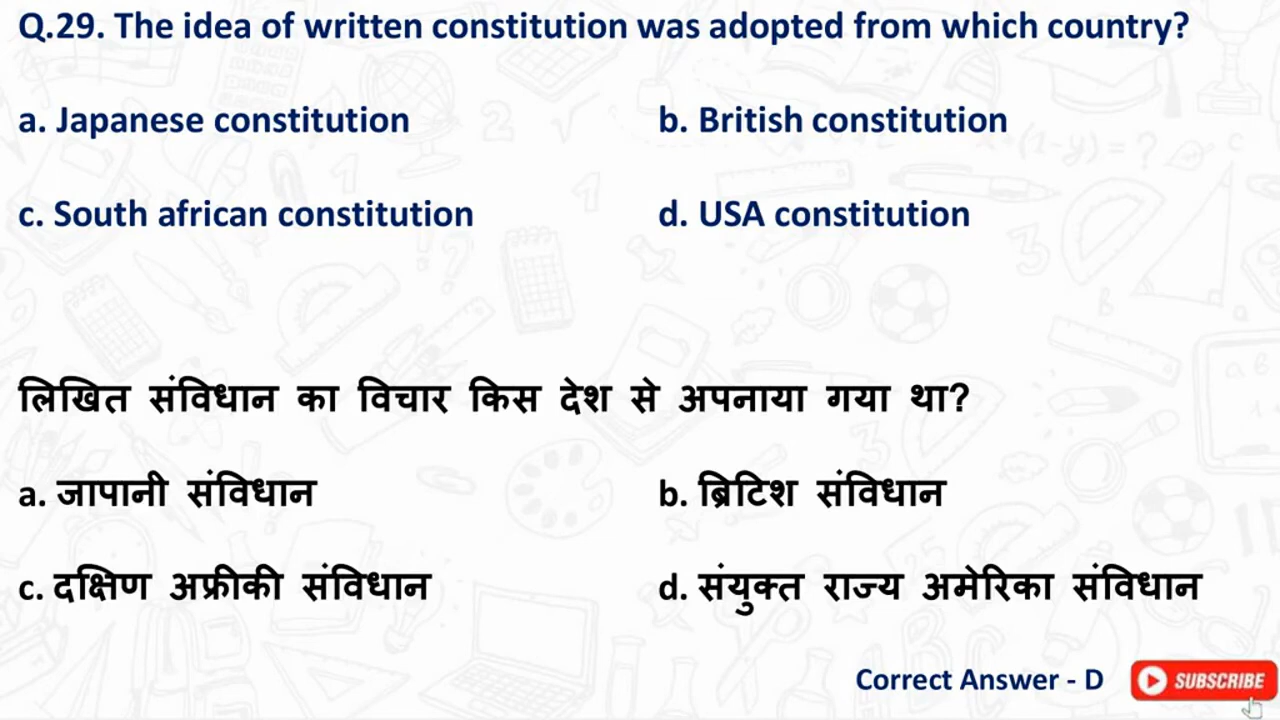 Q.29. The idea of written constitution was adopted from which country?
a. Japanese constitution
b. British constitution
c. South african constitution
d. USA constitution
लिखित संविधान का विचार किस देश से अपनाया गया था?
a. जापानी संविधान
b. ब्रिटिश संविधान
c. दक्षिण अफ्रीकी संविधान
d. संयुक्त राज्य अमेरिका संविधान
Correct Answer - D
SUBSCRIBE